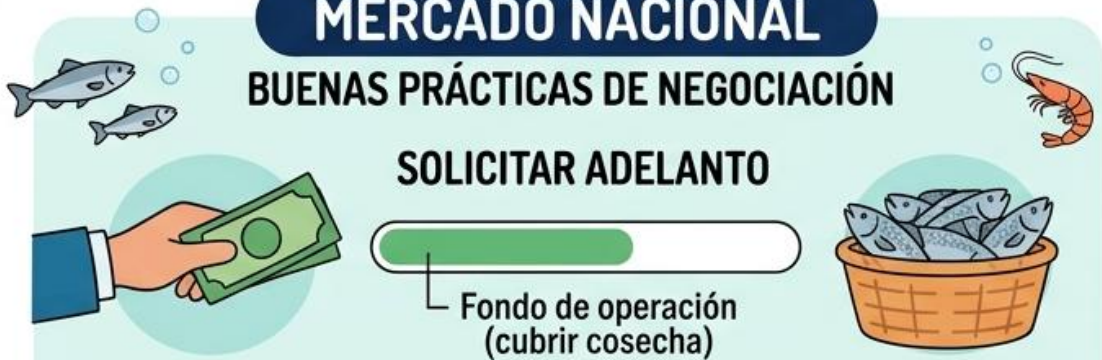 MERCADO NACIONAL
BUENAS PRÁCTICAS DE NEGOCIACIÓN
SOLICITAR ADELANTO
Fondo de operación
(cubrir cosecha)